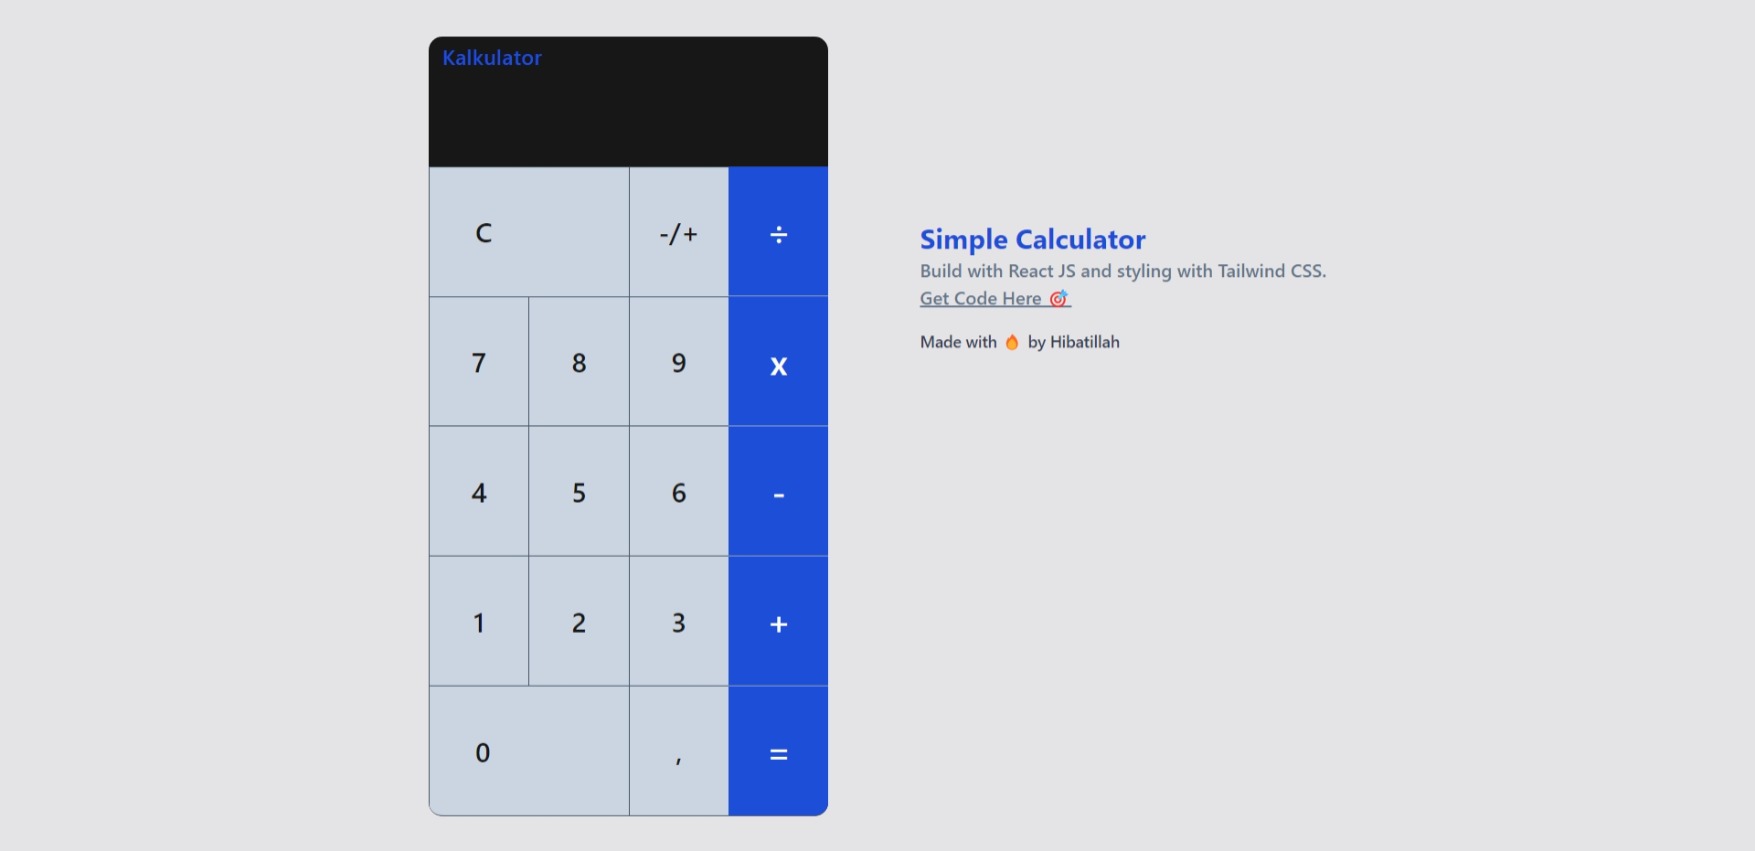 Kalkulator
C -/+ ÷
7 8 9 x
4 5 6 -
1 2 3 +
0 , =
Simple Calculator
Build with React JS and styling with Tailwind CSS.
Get Code Here 🎯
Made with 🔥 by Hibatillah